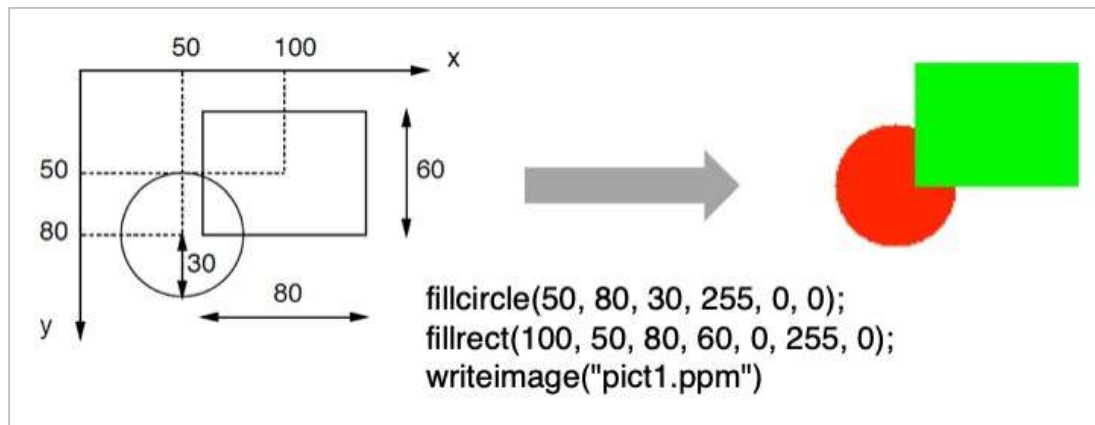 50 100
x
50
60
80
30
80
y
fillcircle(50, 80, 30, 255, 0, 0);
fillrect(100, 50, 80, 60, 0, 255, 0);
writeimage("pict1.ppm")